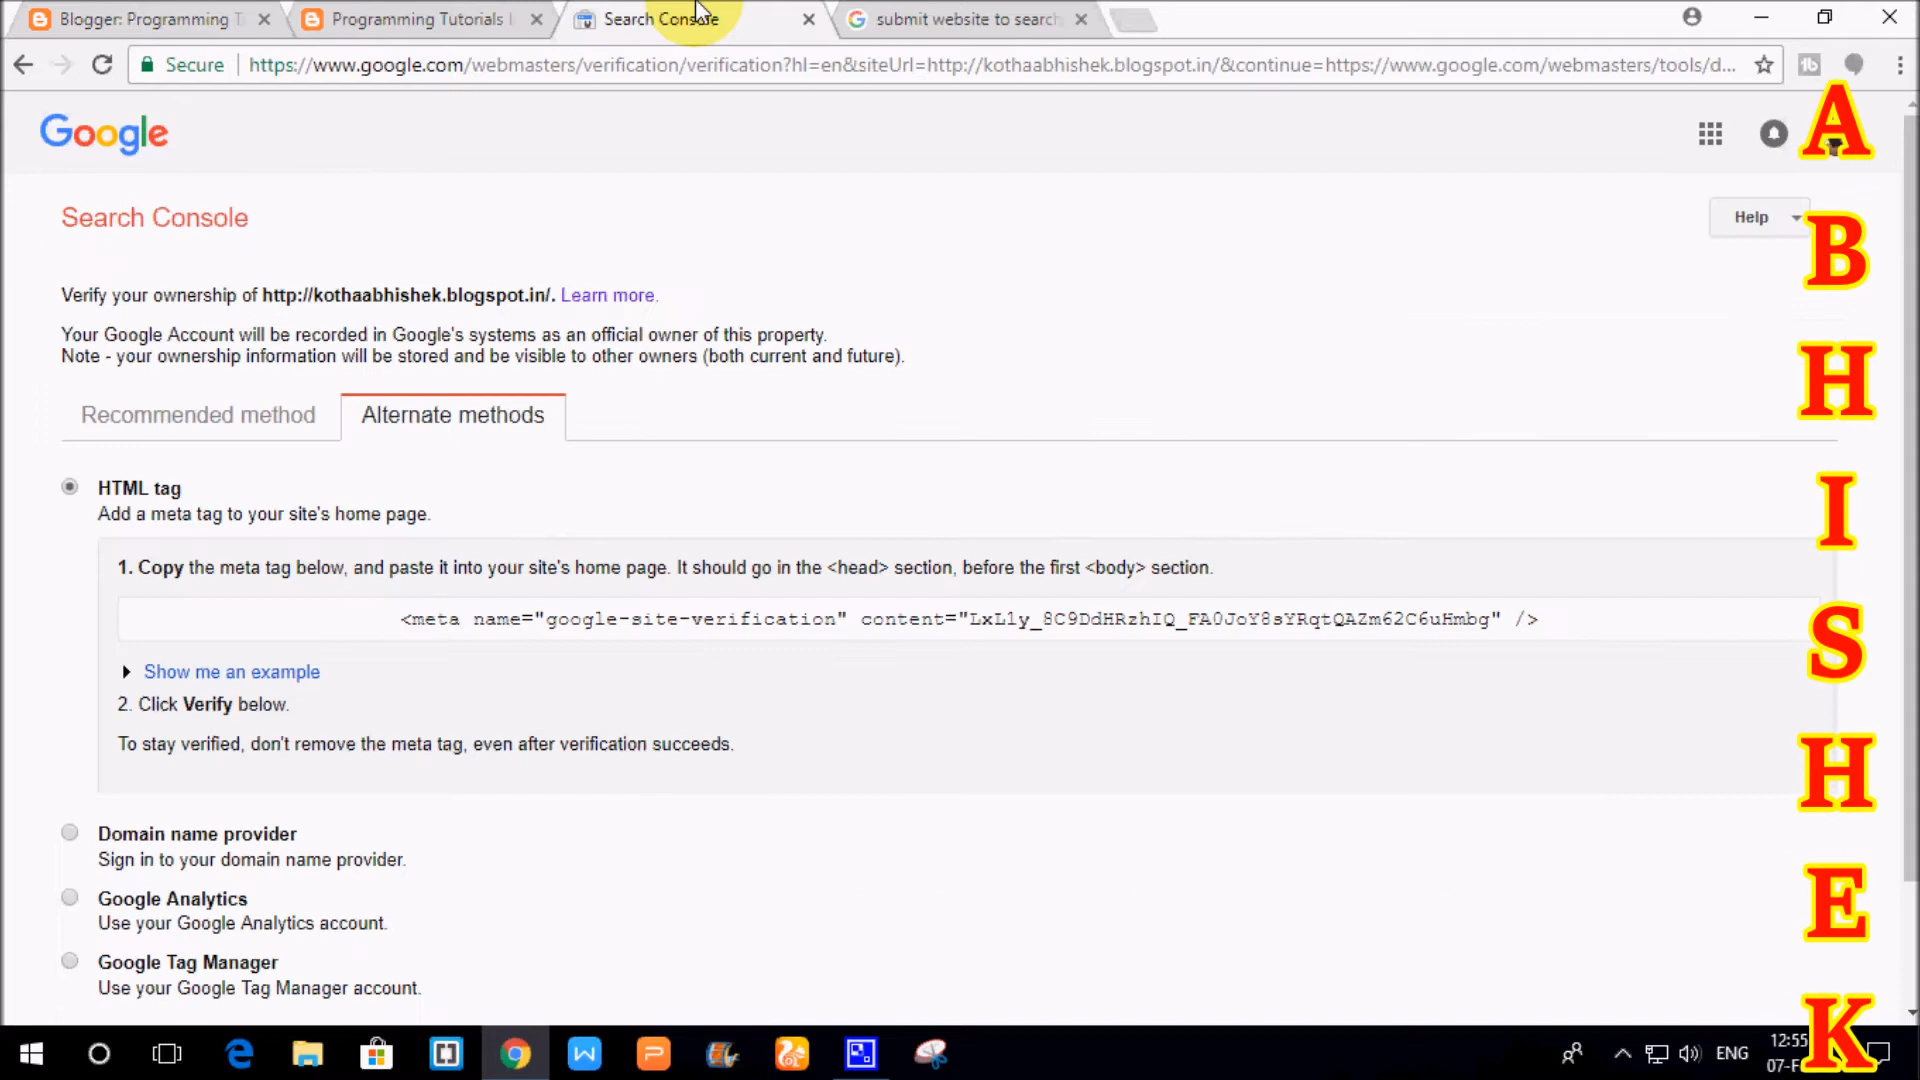 Blogger: Programming T
Programming Tutorials I
Search Console
submit website to search
Secure
https://www.google.com/webmasters/verification/verification?hl=en&siteUrl=http://kothaabhishek.blogspot.in/&continue=https://www.google.com/webmasters/tools/d...
Google
Search Console
Help
Verify your ownership of http://kothaabhishek.blogspot.in/. Learn more.
Your Google Account will be recorded in Google's systems as an official owner of this property.
Note - your ownership information will be stored and be visible to other owners (both current and future).
Recommended method
Alternate methods
HTML tag
Add a meta tag to your site's home page.
1. Copy the meta tag below, and paste it into your site's home page. It should go in the <head> section, before the first <body> section.
<meta name="google-site-verification" content="LxL1y_8C9DdHRzhIQ_FA0JoY8sYRqtQAZm62C6uHmbg" />
Show me an example
2. Click Verify below.
To stay verified, don't remove the meta tag, even after verification succeeds.
Domain name provider
Sign in to your domain name provider.
Google Analytics
Use your Google Analytics account.
Google Tag Manager
Use your Google Tag Manager account.
A
B
H
I
S
H
E
K
ENG
12:55
07-F